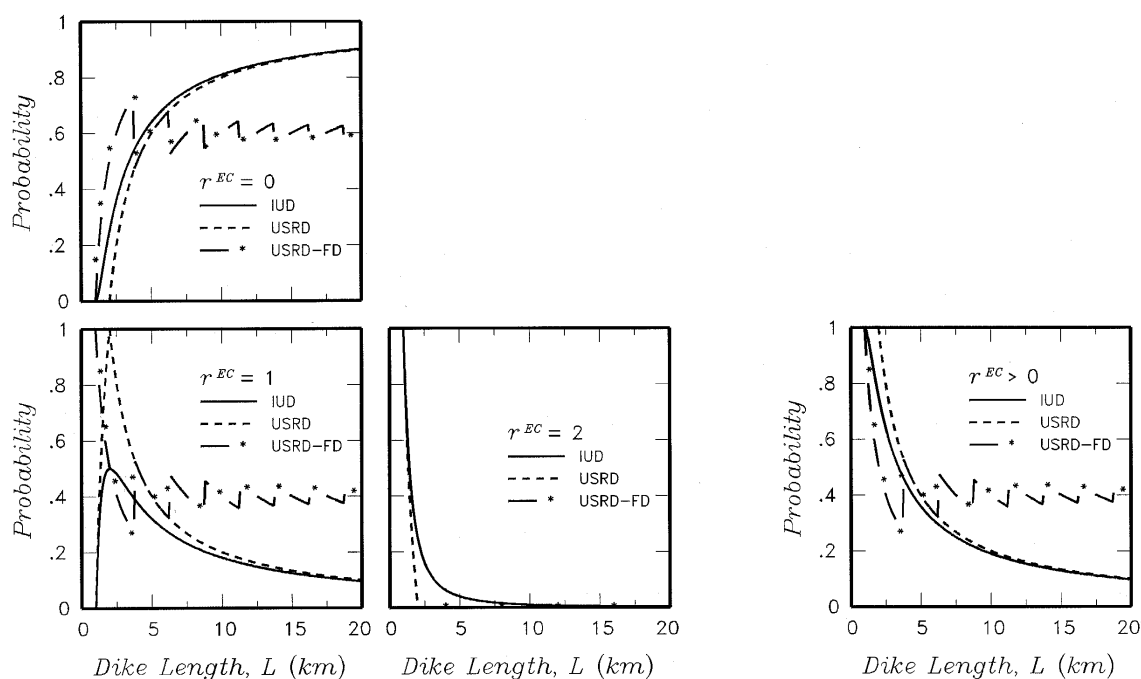 1
.8
.6
.4
.2
0
Probability
r EC = 0
IUD
USRD
USRD-FD
1
.8
.6
.4
.2
0
Probability
r EC = 1
IUD
USRD
USRD-FD
0 5 10 15 20
Dike Length, L (km)
r EC = 2
IUD
USRD
USRD-FD
0 5 10 15 20
Dike Length, L (km)
1
.8
.6
.4
.2
0
Probability
r EC > 0
IUD
USRD
USRD-FD
0 5 10 15 20
Dike Length, L (km)